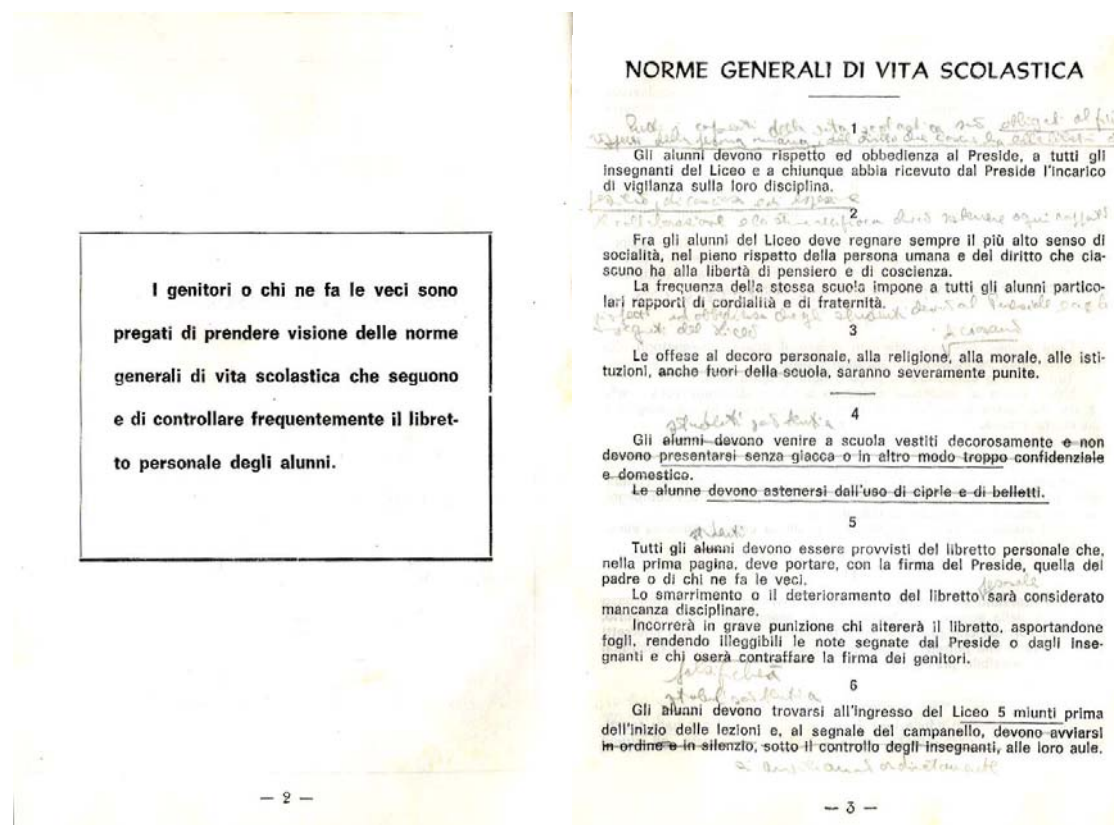 I genitori o chi ne fa le veci sono
pregati di prendere visione delle norme
generali di vita scolastica che seguono
e di controllare frequentemente il libret-
to personale degli alunni.
— 2 —
NORME GENERALI DI VITA SCOLASTICA
1
Gli alunni devono rispetto ed obbedienza al Preside, a tutti gli
insegnanti del Liceo e a chiunque abbia ricevuto dal Preside l'incarico
di vigilanza sulla loro disciplina.
2
Fra gli alunni del Liceo deve regnare sempre il più alto senso di
socialità, nel pieno rispetto della persona umana e del diritto che cia-
scuno ha alla libertà di pensiero e di coscienza.
La frequenza della stessa scuola impone a tutti gli alunni partico-
lari rapporti di cordialità e di fraternità.
3
Le offese al decoro personale, alla religione, alla morale, alle isti-
tuzioni, anche fuori della scuola, saranno severamente punite.
4
Gli alunni devono venire a scuola vestiti decorosamente e non
devono presentarsi senza giacca o in altro modo troppo confidenziale
e domestico.
Le alunne devono astenersi dall'uso di ciprie e di belletti.
5
studenti
Tutti gli alunni devono essere provvisti del libretto personale che,
nella prima pagina, deve portare, con la firma del Preside, quella del
padre o di chi ne fa le veci.
personale
Lo smarrimento o il deterioramento del libretto sarà considerato
mancanza disciplinare.
Incorrerà in grave punizione chi altererà il libretto, asportandone
fogli, rendendo illeggibili le note segnate dal Preside o dagli inse-
gnanti e chi oserà contraffare la firma dei genitori.
falsificherà
6
Gli alunni devono trovarsi all'ingresso del Liceo 5 miunti prima
dell'inizio delle lezioni e, al segnale del campanello, devono avviarsi
in ordine e in silenzio, sotto il controllo degli insegnanti, alle loro aule.
ordinatamente
— 3 —